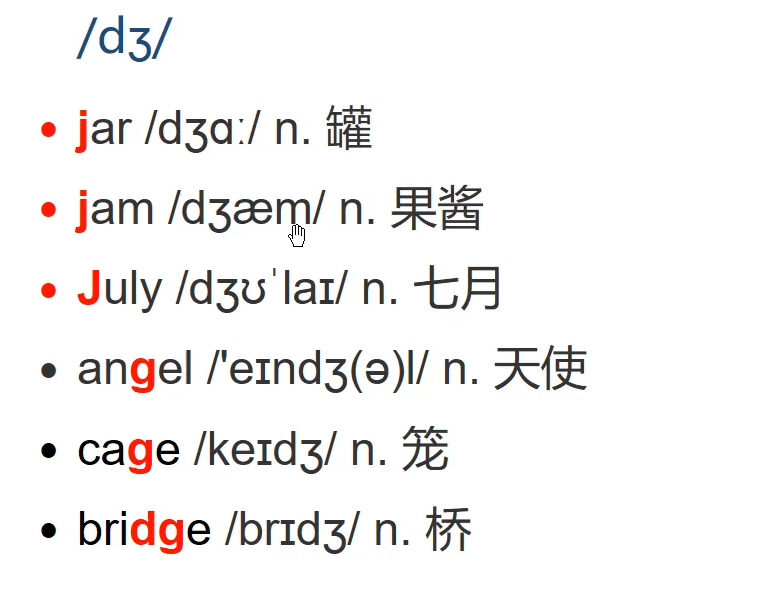 /dʒ/
• jar /dʒɑː/ n. 罐
• jam /dʒæm/ n. 果酱
• July /dʒʊˈlaɪ/ n. 七月
• angel /'eɪndʒ(ə)l/ n. 天使
• cage /keɪdʒ/ n. 笼
• bridge /brɪdʒ/ n. 桥